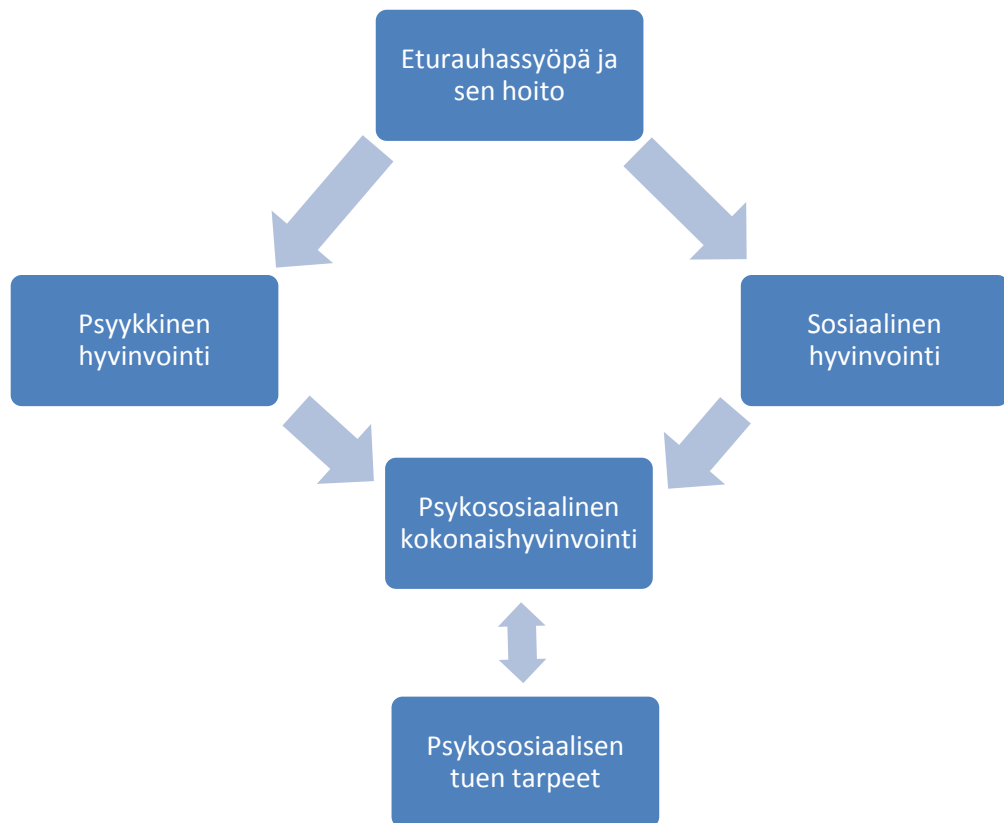 Eturauhassyöpä ja
sen hoito
Psyykkinen
hyvinvointi
Sosiaalinen
hyvinvointi
Psykososiaalinen
kokonaishyvinvointi
Psykososiaalisen
tuen tarpeet